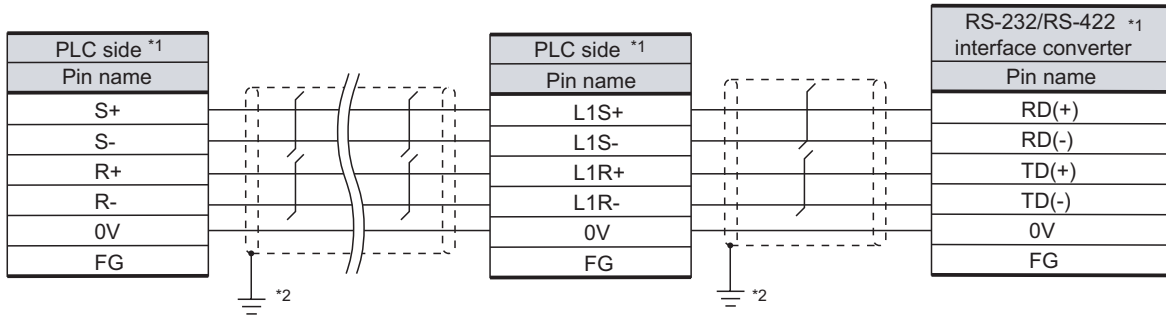 PLC side *1
Pin name
S+
S-
R+
R-
0V
FG
*2
PLC side *1
Pin name
L1S+
L1S-
L1R+
L1R-
0V
FG
*2
RS-232/RS-422 *1
interface converter
Pin name
RD(+)
RD(-)
TD(+)
TD(-)
0V
FG